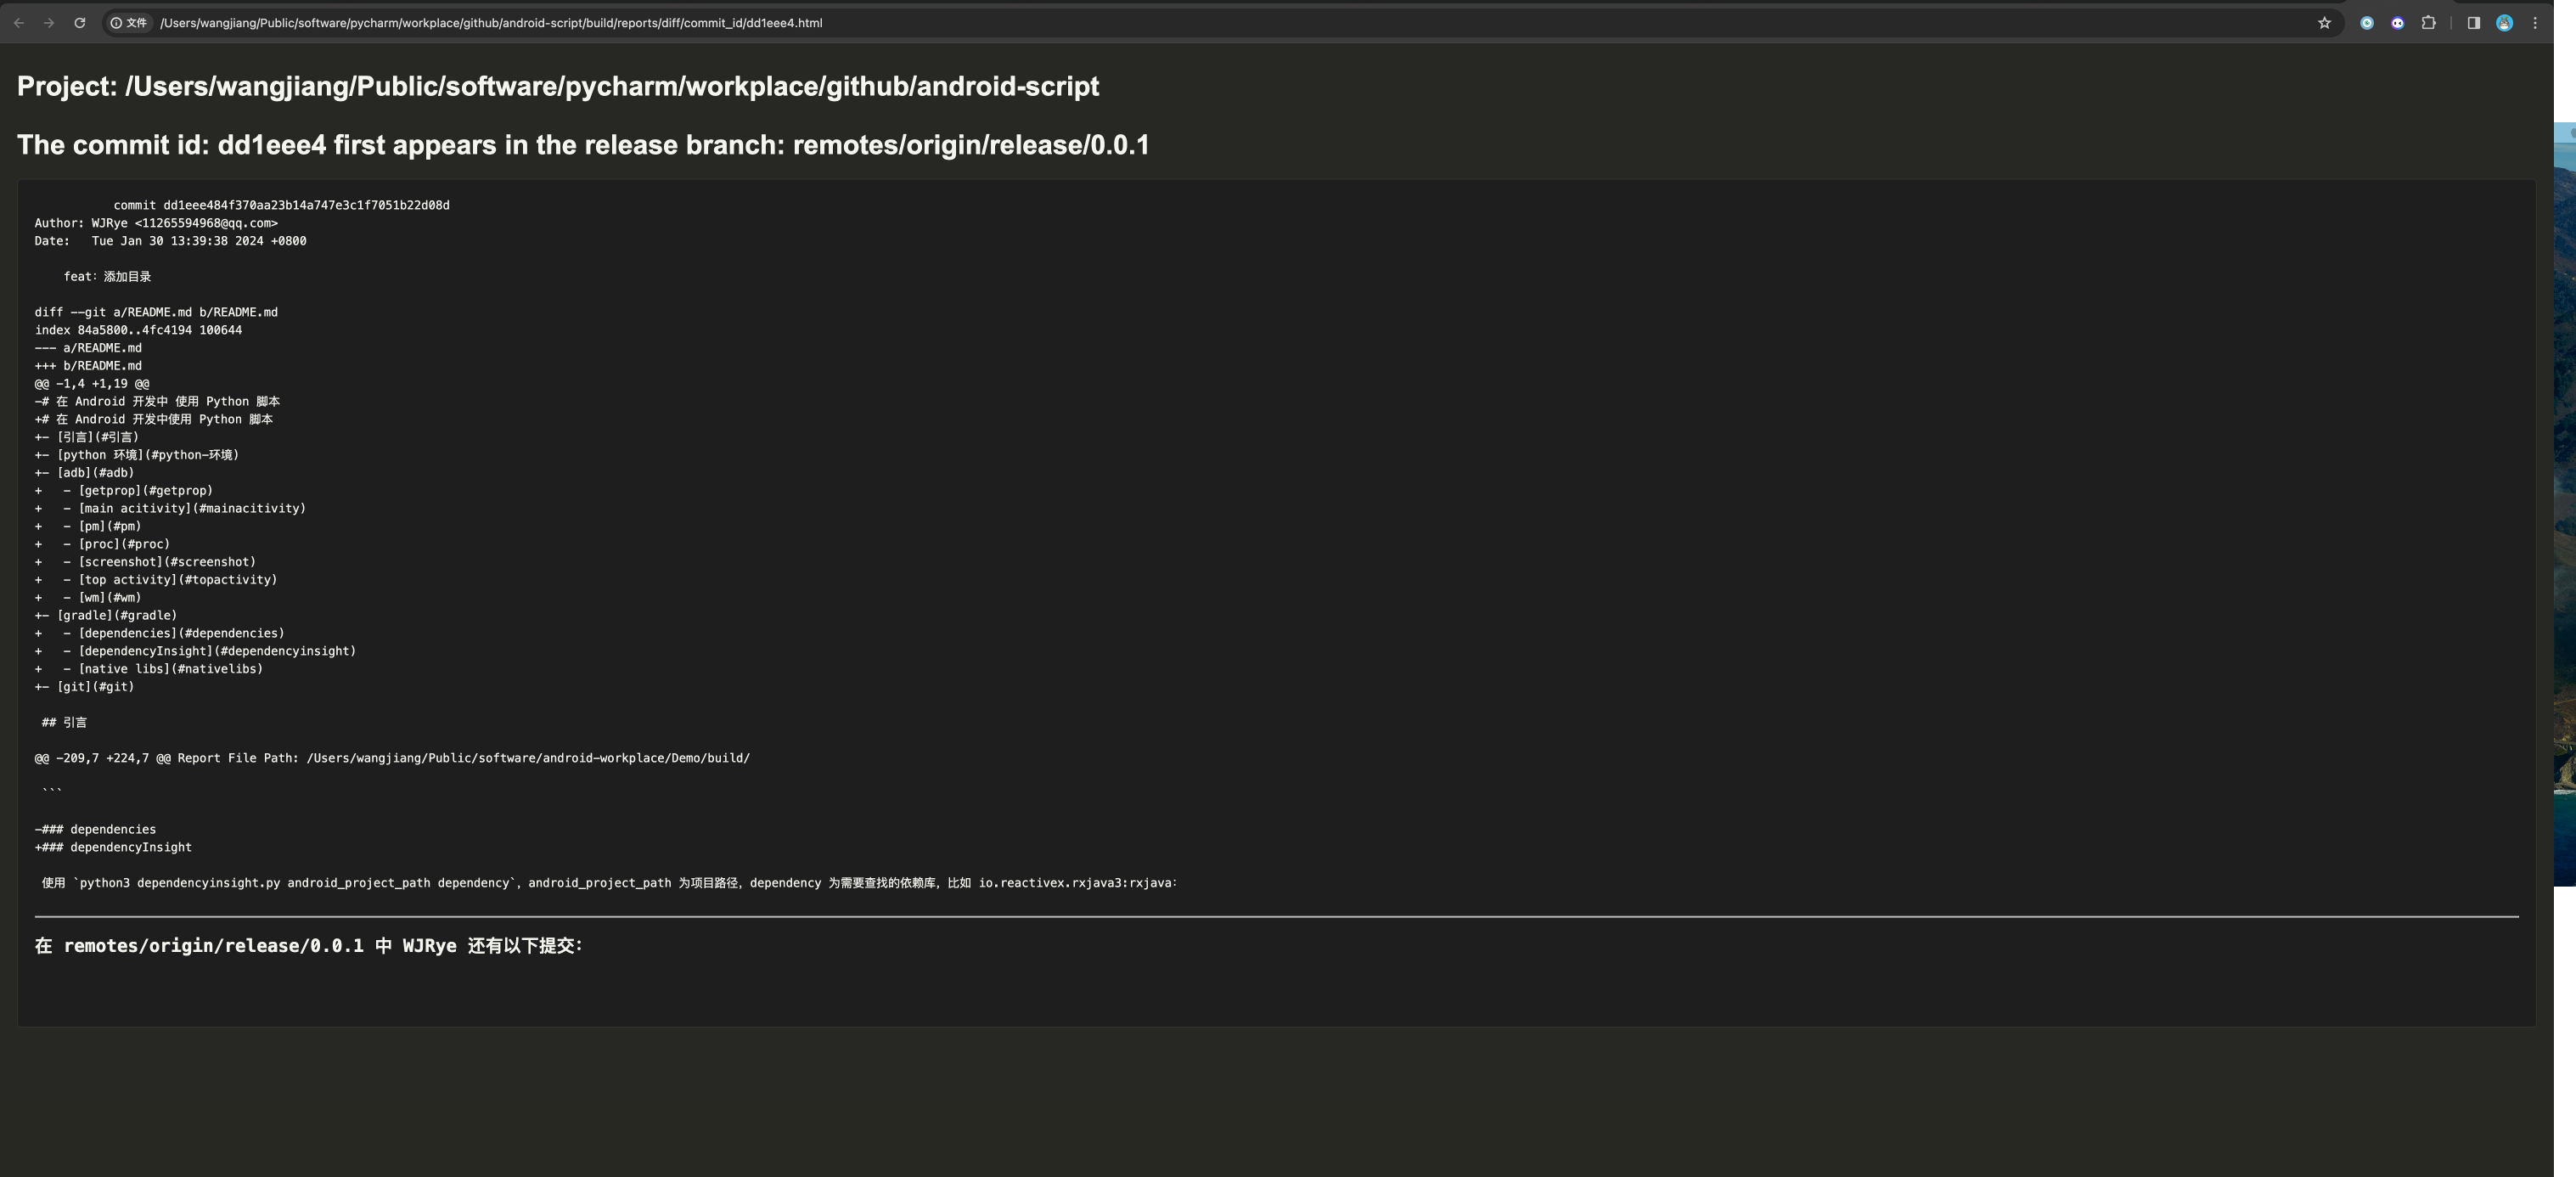 文件 /Users/wangjiang/Public/software/pycharm/workplace/github/android-script/build/reports/diff/commit_id/dd1eee4.html
Project: /Users/wangjiang/Public/software/pycharm/workplace/github/android-script
The commit id: dd1eee4 first appears in the release branch: remotes/origin/release/0.0.1
commit dd1eee484f370aa23b14a747e3c1f7051b22d08d
Author: WJRye <11265594968@qq.com>
Date:   Tue Jan 30 13:39:38 2024 +0800
feat: 添加目录
diff --git a/README.md b/README.md
index 84a5800..4fc4194 100644
--- a/README.md
+++ b/README.md
@@ -1,4 +1,19 @@
-# 在 Android 开发中 使用 Python 脚本
+# 在 Android 开发中使用 Python 脚本
+- [引言](#引言)
+- [python 环境](#python-环境)
+- [adb](#adb)
+   - [getprop](#getprop)
+   - [main acitivity](#mainacitivity)
+   - [pm](#pm)
+   - [proc](#proc)
+   - [screenshot](#screenshot)
+   - [top activity](#topactivity)
+   - [wm](#wm)
+- [gradle](#gradle)
+   - [dependencies](#dependencies)
+   - [dependencyInsight](#dependencyinsight)
+   - [native libs](#nativelibs)
+- [git](#git)
## 引言
@@ -209,7 +224,7 @@ Report File Path: /Users/wangjiang/Public/software/android-workplace/Demo/build/
```
-### dependencies
+### dependencyInsight
使用 `python3 dependencyinsight.py android_project_path dependency`，android_project_path 为项目路径，dependency 为需要查找的依赖库，比如 io.reactivex.rxjava3:rxjava：
在 remotes/origin/release/0.0.1 中 WJRye 还有以下提交：